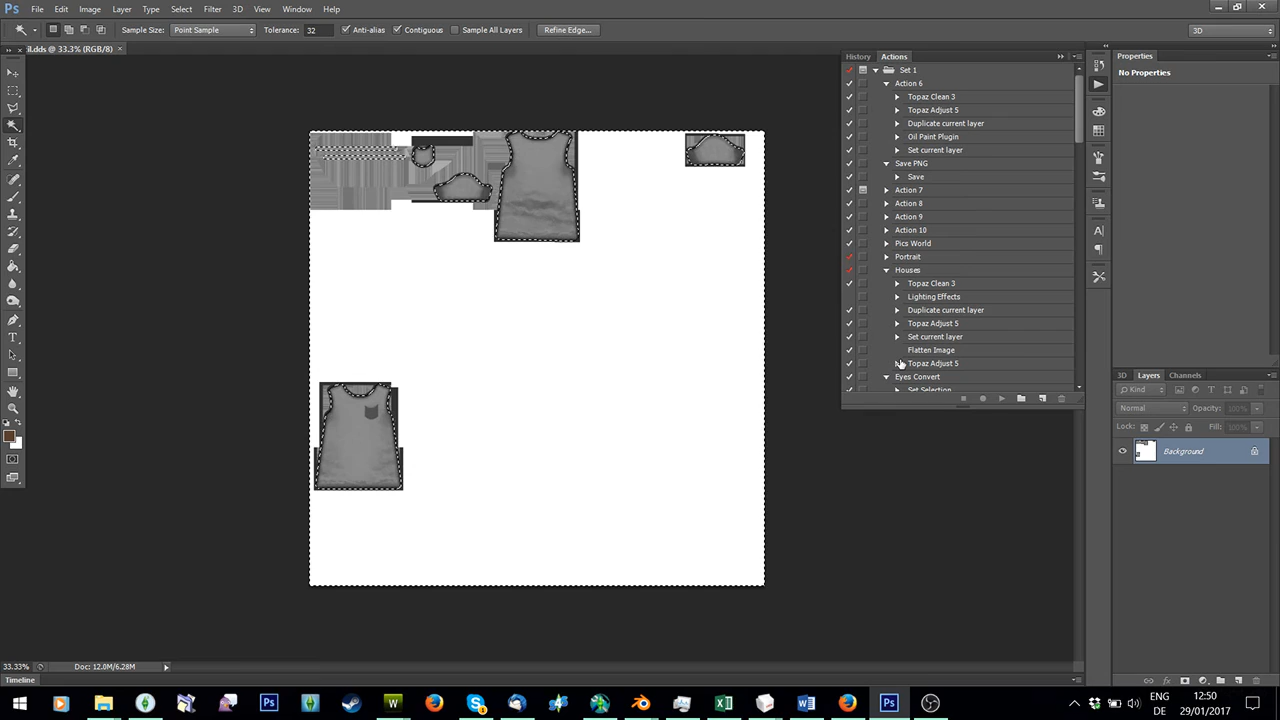 Ps File Edit Image Layer Type Select Filter 3D View Window Help
Sample Size: Point Sample Tolerance: 32 Anti-alias Contiguous Sample All Layers Refine Edge... 3D
il.dds @ 33.3% (RGB/8) ×
History Actions
Set 1
Action 6
Topaz Clean 3
Topaz Adjust 5
Duplicate current layer
Oil Paint Plugin
Set current layer
Save PNG
Save
Action 7
Action 8
Action 9
Action 10
Pics World
Portrait
Houses
Topaz Clean 3
Lighting Effects
Duplicate current layer
Topaz Adjust 5
Set current layer
Flatten Image
Topaz Adjust 5
Eyes Convert
Set Selection
Properties
No Properties
3D Layers Channels
Kind
Normal Opacity: 100%
Lock: Fill: 100%
Background
33.33% Doc: 12.0M/6.28M
Timeline
ENG 12:50
DE 29/01/2017